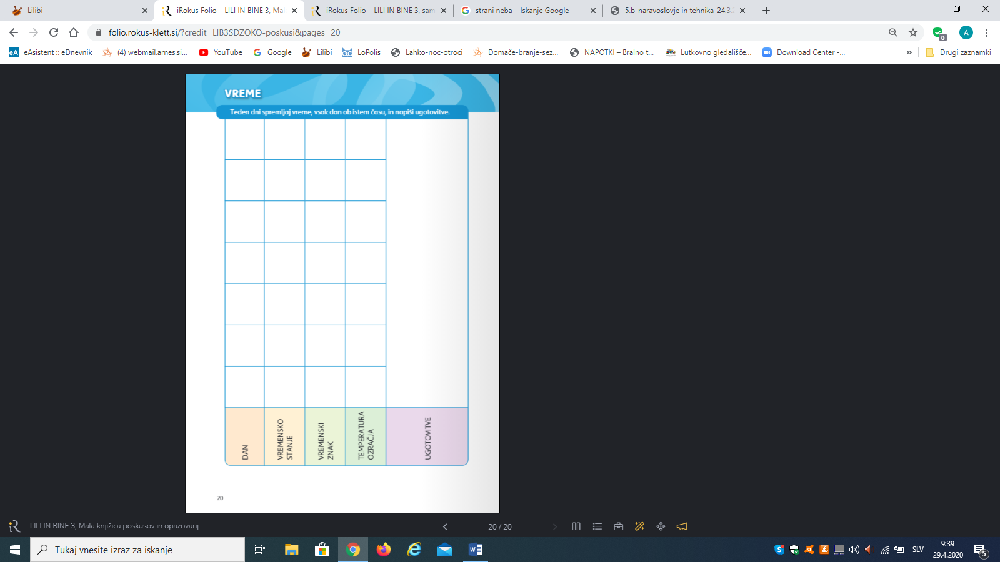 Lilibi
iRokus Folio – LILI IN BINE 3, Mal
iRokus Folio – LILI IN BINE 3, sam
strani neba – Iskanje Google
5.b_naravoslovje in tehnika_24.3.
folio.rokus-klett.si/?credit=LIB3SDZOKO-poskusi&pages=20
0
A
eA
eAsistent :: eDnevnik
(4) webmail.arnes.si...
YouTube
Google
Lilibi
LoPolis
Lahko-noc-otroci
Domače-branje-sez...
NAPOTKI – Bralno t...
Lutkovno gledališče...
Download Center -...
»
Drugi zaznamki
VREME
Teden dni spremljaj vreme, vsak dan ob istem času, in napiši ugotovitve.
DAN
VREMENSKO
STANJE
VREMENSKI
ZNAK
TEMPERATURA
OZRAČJA
UGOTOVITVE
20
iR
LILI IN BINE 3, Mala knjižica poskusov in opazovanj
20 / 20
Tukaj vnesite izraz za iskanje
SLV
9:39
29.4.2020
5